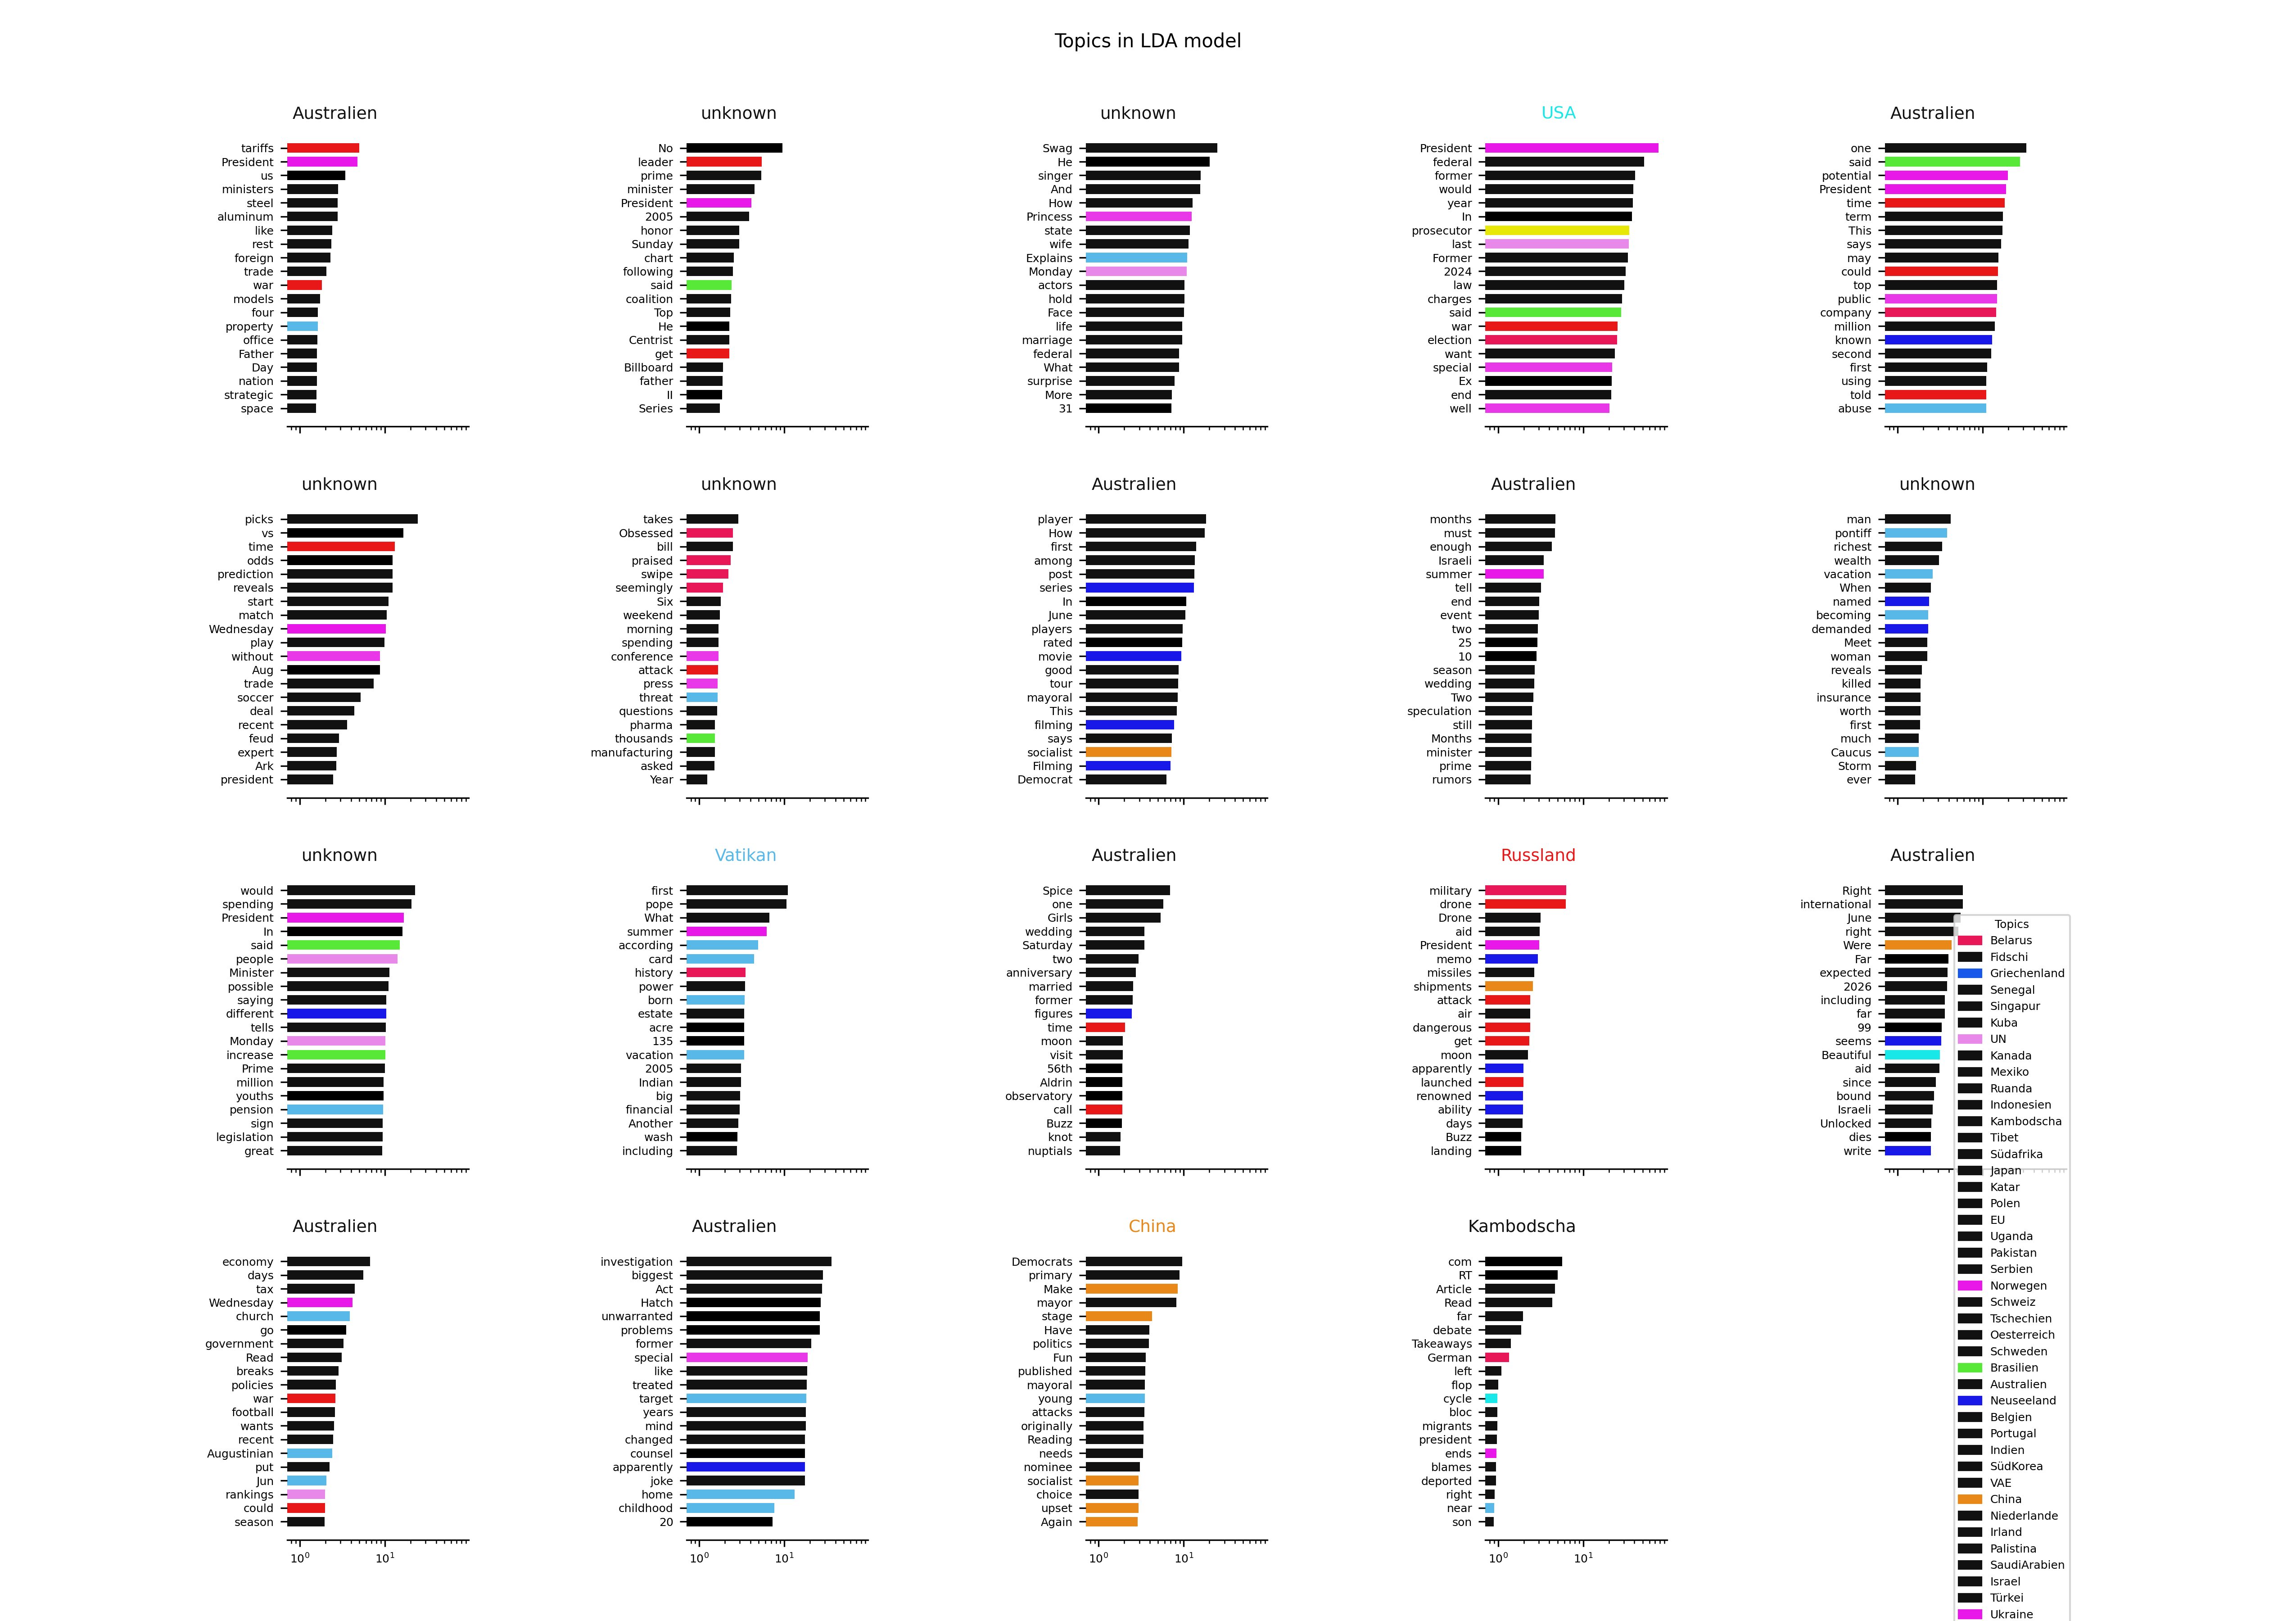 Topics in LDA model
Australien
tariffs
President
us
ministers
steel
aluminum
like
rest
foreign
trade
war
models
four
property
office
Father
Day
nation
strategic
space
unknown
No
leader
prime
minister
President
2005
honor
Sunday
chart
following
said
coalition
Top
He
Centrist
get
Billboard
father
II
Series
unknown
Swag
He
singer
And
How
Princess
state
wife
Explains
Monday
actors
hold
Face
life
marriage
federal
What
surprise
More
31
USA
President
federal
former
would
year
In
prosecutor
last
Former
2024
law
charges
said
war
election
want
special
Ex
end
well
Australien
one
said
potential
President
time
term
This
says
may
could
top
public
company
million
known
second
first
using
told
abuse
unknown
picks
vs
time
odds
prediction
reveals
start
match
Wednesday
play
without
Aug
trade
soccer
deal
recent
feud
expert
Ark
president
unknown
takes
Obsessed
bill
praised
swipe
seemingly
Six
weekend
morning
spending
conference
attack
press
threat
questions
pharma
thousands
manufacturing
asked
Year
Australien
player
How
first
among
post
series
In
June
players
rated
movie
good
tour
mayoral
This
filming
says
socialist
Filming
Democrat
Australien
months
must
enough
Israeli
summer
tell
end
event
two
25
10
season
wedding
Two
speculation
still
Months
minister
prime
rumors
unknown
man
pontiff
richest
wealth
vacation
When
named
becoming
demanded
Meet
woman
reveals
killed
insurance
worth
first
much
Caucus
Storm
ever
unknown
would
spending
President
In
said
people
Minister
possible
saying
different
tells
Monday
increase
Prime
million
youths
pension
sign
legislation
great
Vatikan
first
pope
What
summer
according
card
history
power
born
estate
acre
135
vacation
2005
Indian
big
financial
Another
wash
including
Australien
Spice
one
Girls
wedding
Saturday
two
anniversary
married
former
figures
time
moon
visit
56th
Aldrin
observatory
call
Buzz
knot
nuptials
Russland
military
drone
Drone
aid
President
memo
missiles
shipments
attack
air
dangerous
get
moon
apparently
launched
renowned
ability
days
Buzz
landing
Australien
Right
international
June
right
Were
Far
expected
2026
including
far
99
seems
Beautiful
aid
since
bound
Israeli
Unlocked
dies
write
Australien
economy
days
tax
Wednesday
church
go
government
Read
breaks
policies
war
football
wants
recent
Augustinian
put
Jun
rankings
could
season
10⁰ 10¹
Australien
investigation
biggest
Act
Hatch
unwarranted
problems
former
special
like
treated
target
years
mind
changed
counsel
apparently
joke
home
childhood
20
10⁰ 10¹
China
Democrats
primary
Make
mayor
stage
Have
politics
Fun
published
mayoral
young
attacks
originally
Reading
needs
nominee
socialist
choice
upset
Again
10⁰ 10¹
Kambodscha
com
RT
Article
Read
far
debate
Takeaways
German
left
flop
cycle
bloc
migrants
president
ends
blames
deported
right
near
son
10⁰ 10¹
Topics
Belarus
Fidschi
Griechenland
Senegal
Singapur
Kuba
UN
Kanada
Mexiko
Ruanda
Indonesien
Kambodscha
Tibet
Südafrika
Japan
Katar
Polen
EU
Uganda
Pakistan
Serbien
Norwegen
Schweiz
Tschechien
Oesterreich
Schweden
Brasilien
Australien
Neuseeland
Belgien
Portugal
Indien
SüdKorea
VAE
China
Niederlande
Irland
Palistina
SaudiArabien
Israel
Türkei
Ukraine